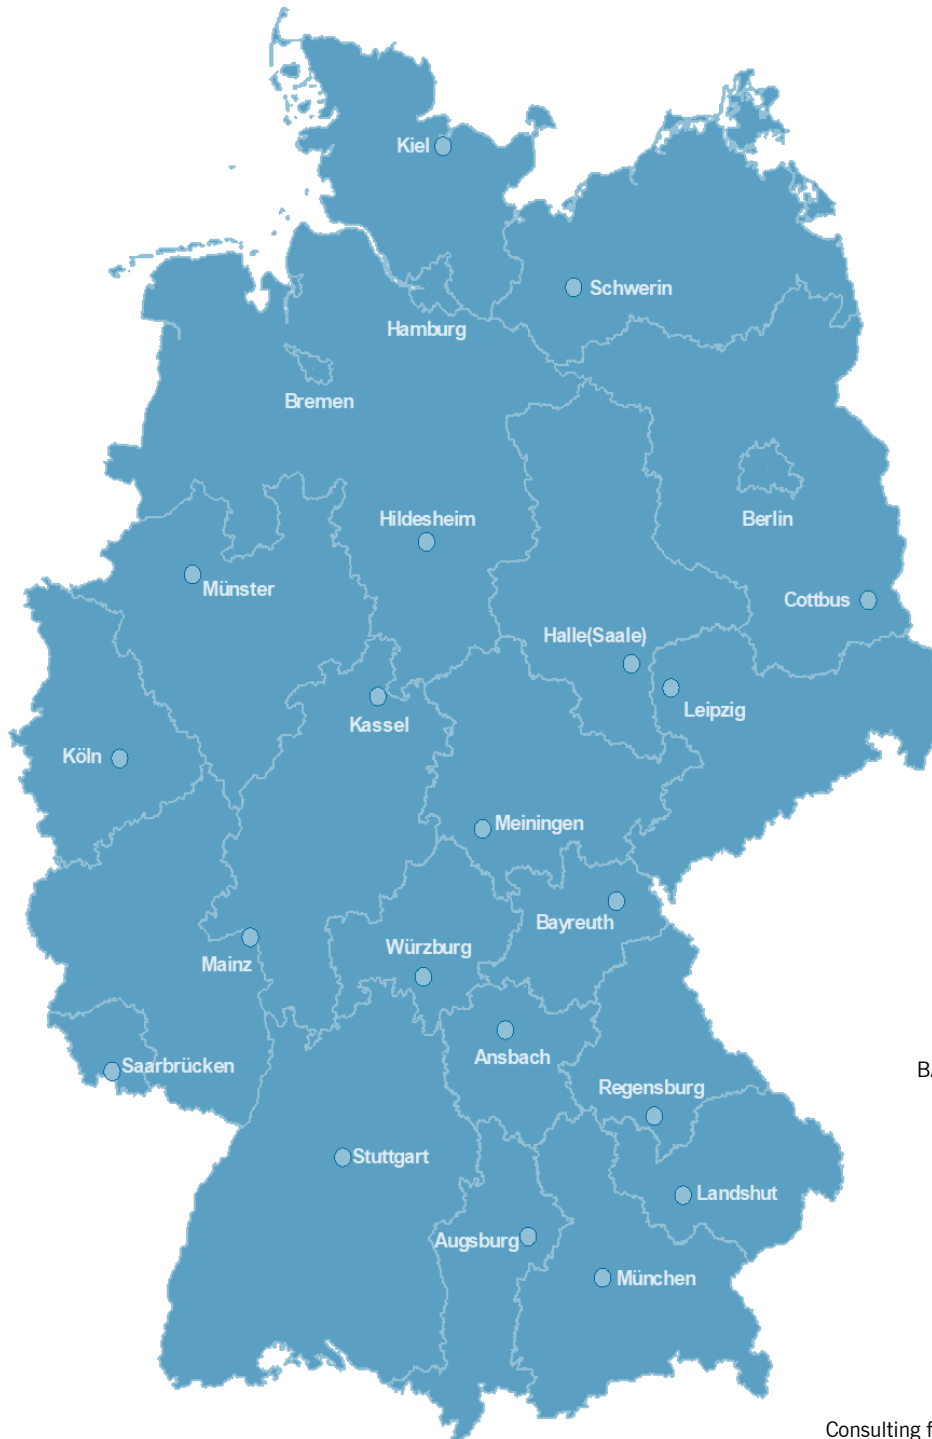 Kiel
Schwerin
Hamburg
Bremen
Hildesheim
Berlin
Münster
Cottbus
Halle(Saale)
Leipzig
Kassel
Köln
Meiningen
Bayreuth
Würzburg
Mainz
Ansbach
Saarbrücken
Regensburg
Stuttgart
Landshut
Augsburg
München
Consulting f